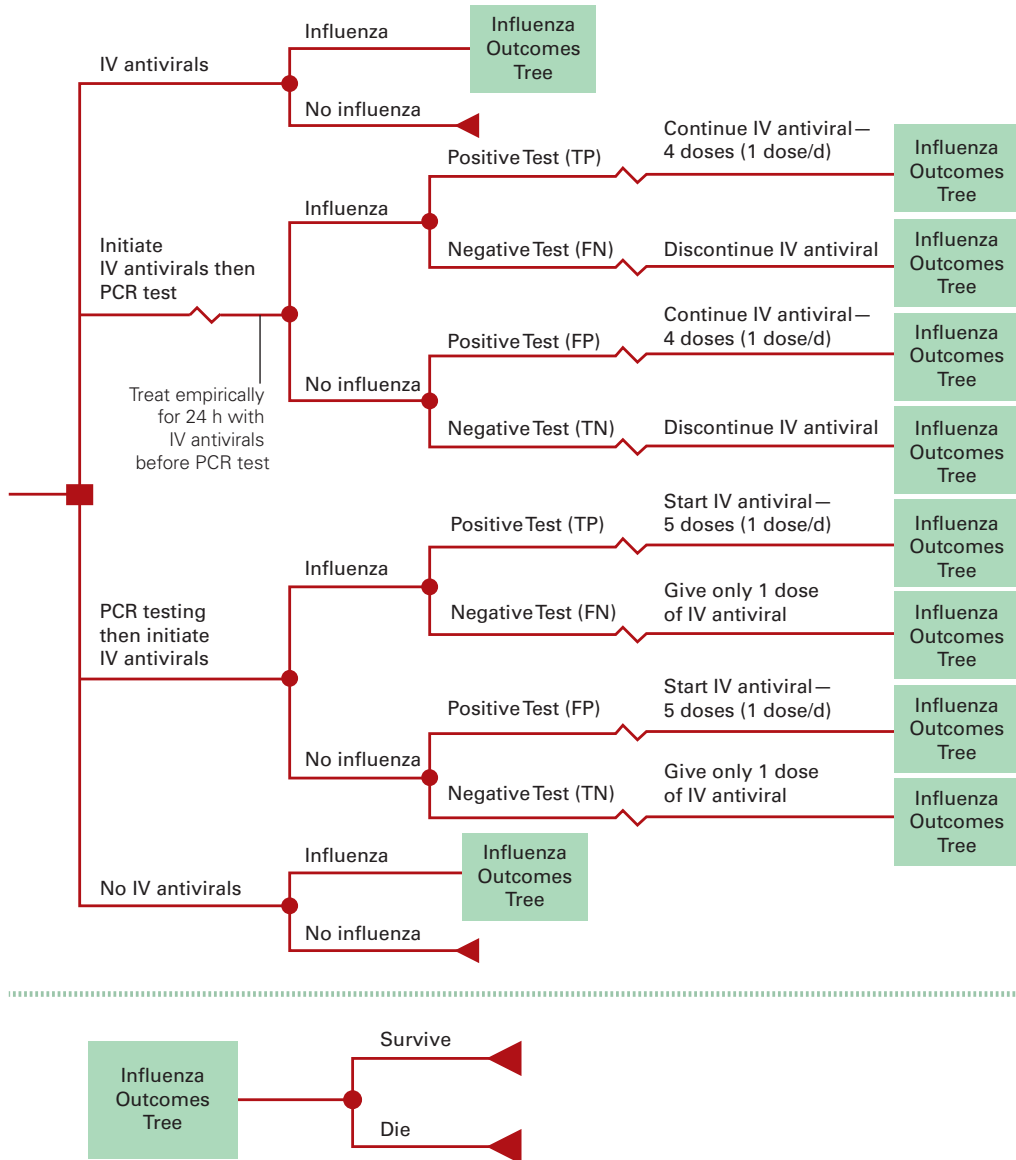 IV antivirals
Influenza
Influenza
Outcomes
Tree
No influenza
Initiate
IV antivirals then
PCR test
Treat empirically
for 24 h with
IV antivirals
before PCR test
Influenza
Positive Test (TP)
Continue IV antiviral—
4 doses (1 dose/d)
Influenza
Outcomes
Tree
Negative Test (FN)
Discontinue IV antiviral
Influenza
Outcomes
Tree
No influenza
Positive Test (FP)
Continue IV antiviral—
4 doses (1 dose/d)
Influenza
Outcomes
Tree
Negative Test (TN)
Discontinue IV antiviral
Influenza
Outcomes
Tree
PCR testing
then initiate
IV antivirals
Influenza
Positive Test (TP)
Start IV antiviral—
5 doses (1 dose/d)
Influenza
Outcomes
Tree
Negative Test (FN)
Give only 1 dose
of IV antiviral
Influenza
Outcomes
Tree
No influenza
Positive Test (FP)
Start IV antiviral—
5 doses (1 dose/d)
Influenza
Outcomes
Tree
Negative Test (TN)
Give only 1 dose
of IV antiviral
Influenza
Outcomes
Tree
No IV antivirals
Influenza
Influenza
Outcomes
Tree
No influenza
Influenza
Outcomes
Tree
Survive
Die